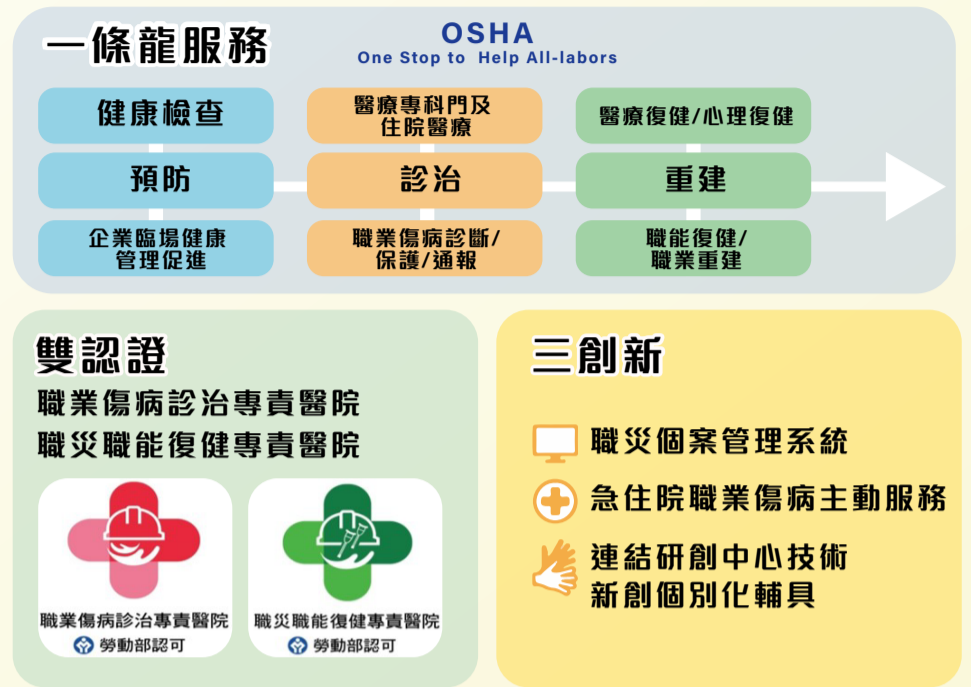 一條龍服務
OSHA
One Stop to Help All-labors
健康檢查
醫療專科門及
住院醫療
醫療復健/心理復健
預防
診治
重建
企業臨場健康
管理促進
職業傷病診斷/
保護/通報
職能復健/
職業重建
雙認證
職業傷病診治專責醫院
職災職能復健專責醫院
職業傷病診治專責醫院
勞動部認可
職災職能復健專責醫院
勞動部認可
三創新
職災個案管理系統
急住院職業傷病主動服務
連結研創中心技術
新創個別化輔具